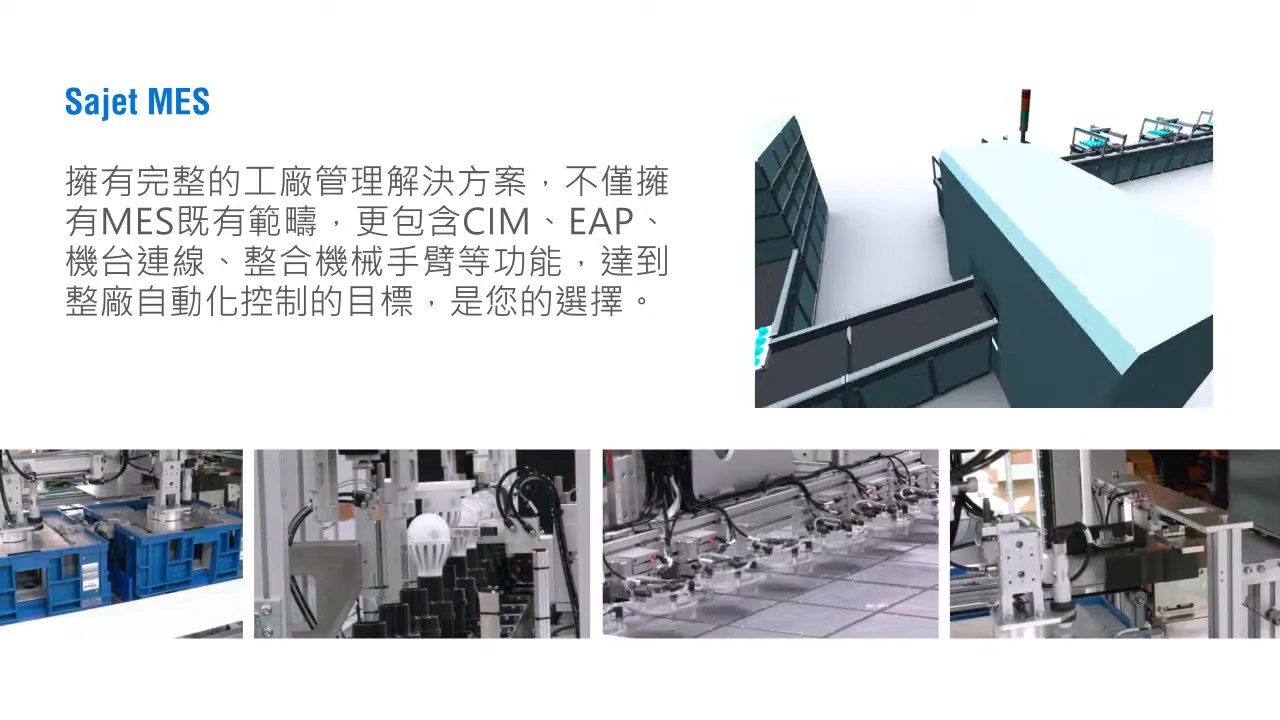 Sajet MES
擁有完整的工廠管理解決方案，不僅擁
有MES既有範疇，更包含CIM、EAP、
機台連線、整合機械手臂等功能，達到
整廠自動化控制的目標，是您的選擇。